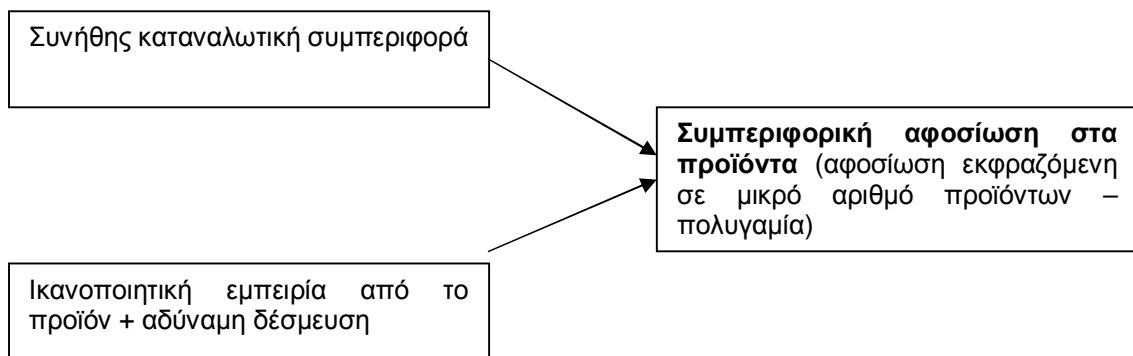 Συνήθης καταναλωτική συμπεριφορά
Συμπεριφορική αφοσίωση στα
προϊόντα (αφοσίωση εκφραζόμενη
σε μικρό αριθμό προϊόντων –
πολυγαμία)
Ικανοποιητική εμπειρία από το
προϊόν + αδύναμη δέσμευση